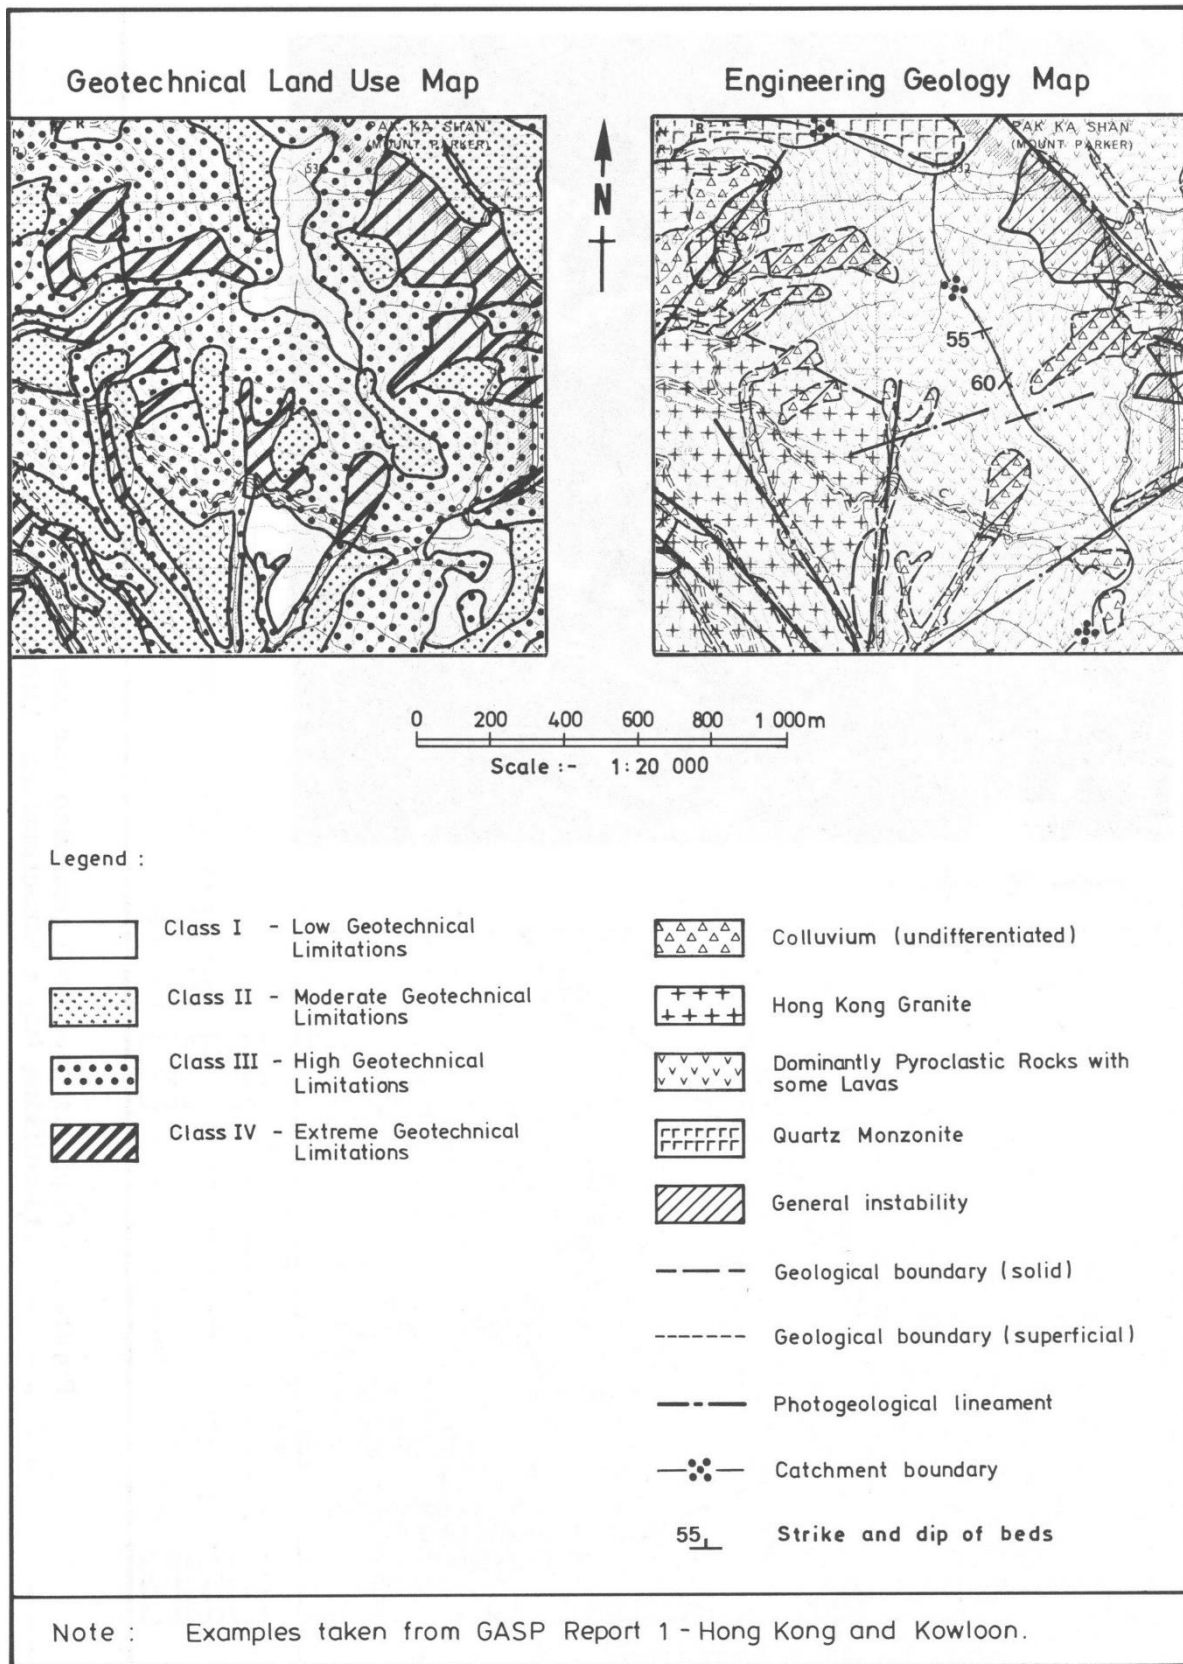 Geotechnical Land Use Map
Engineering Geology Map
N R R
R
PAK KA SHAN
(MOUNT PARKER)
N
N R R
R)
PAK KA SHAN
(MOUNT PARKER)
532
55
60
0 200 400 600 800 1 000m
Scale :- 1: 20 000
Legend :
Class I - Low Geotechnical
Limitations
Class II - Moderate Geotechnical
Limitations
Class III - High Geotechnical
Limitations
Class IV - Extreme Geotechnical
Limitations
Colluvium (undifferentiated)
Hong Kong Granite
Dominantly Pyroclastic Rocks with
some Lavas
Quartz Monzonite
General instability
Geological boundary (solid)
Geological boundary (superficial)
Photogeological lineament
Catchment boundary
55 Strike and dip of beds
Note : Examples taken from GASP Report 1 - Hong Kong and Kowloon.